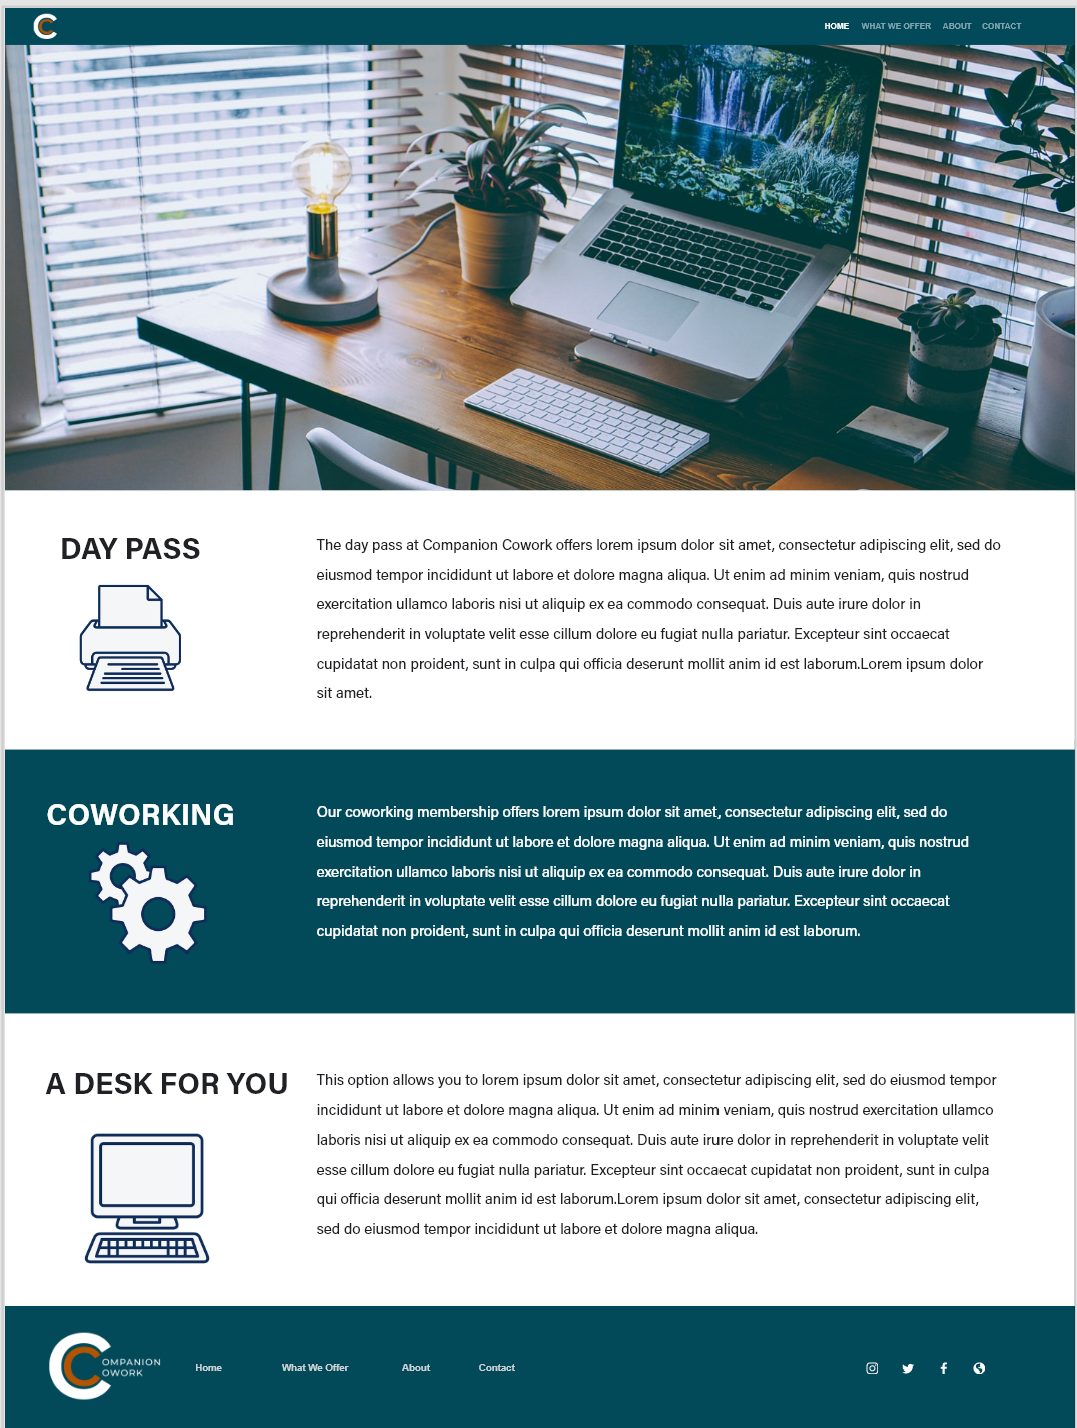 HOME WHAT WE OFFER ABOUT CONTACT
DAY PASS
The day pass at Companion Cowork offers lorem ipsum dolor sit amet, consectetur adipiscing elit, sed do
eiusmod tempor incididunt ut labore et dolore magna aliqua. Ut enim ad minim veniam, quis nostrud
exercitation ullamco laboris nisi ut aliquip ex ea commodo consequat. Duis aute irure dolor in
reprehenderit in voluptate velit esse cillum dolore eu fugiat nulla pariatur. Excepteur sint occaecat
cupidatat non proident, sunt in culpa qui officia deserunt mollit anim id est laborum.Lorem ipsum dolor
sit amet.
COWORKING
Our coworking membership offers lorem ipsum dolor sit amet, consectetur adipiscing elit, sed do
eiusmod tempor incididunt ut labore et dolore magna aliqua. Ut enim ad minim veniam, quis nostrud
exercitation ullamco laboris nisi ut aliquip ex ea commodo consequat. Duis aute irure dolor in
reprehenderit in voluptate velit esse cillum dolore eu fugiat nulla pariatur. Excepteur sint occaecat
cupidatat non proident, sunt in culpa qui officia deserunt mollit anim id est laborum.
A DESK FOR YOU
This option allows you to lorem ipsum dolor sit amet, consectetur adipiscing elit, sed do eiusmod tempor
incididunt ut labore et dolore magna aliqua. Ut enim ad minim veniam, quis nostrud exercitation ullamco
laboris nisi ut aliquip ex ea commodo consequat. Duis aute irure dolor in reprehenderit in voluptate velit
esse cillum dolore eu fugiat nulla pariatur. Excepteur sint occaecat cupidatat non proident, sunt in culpa
qui officia deserunt mollit anim id est laborum.Lorem ipsum dolor sit amet, consectetur adipiscing elit,
sed do eiusmod tempor incididunt ut labore et dolore magna aliqua.
COMPANION
COWORK
Home What We Offer About Contact